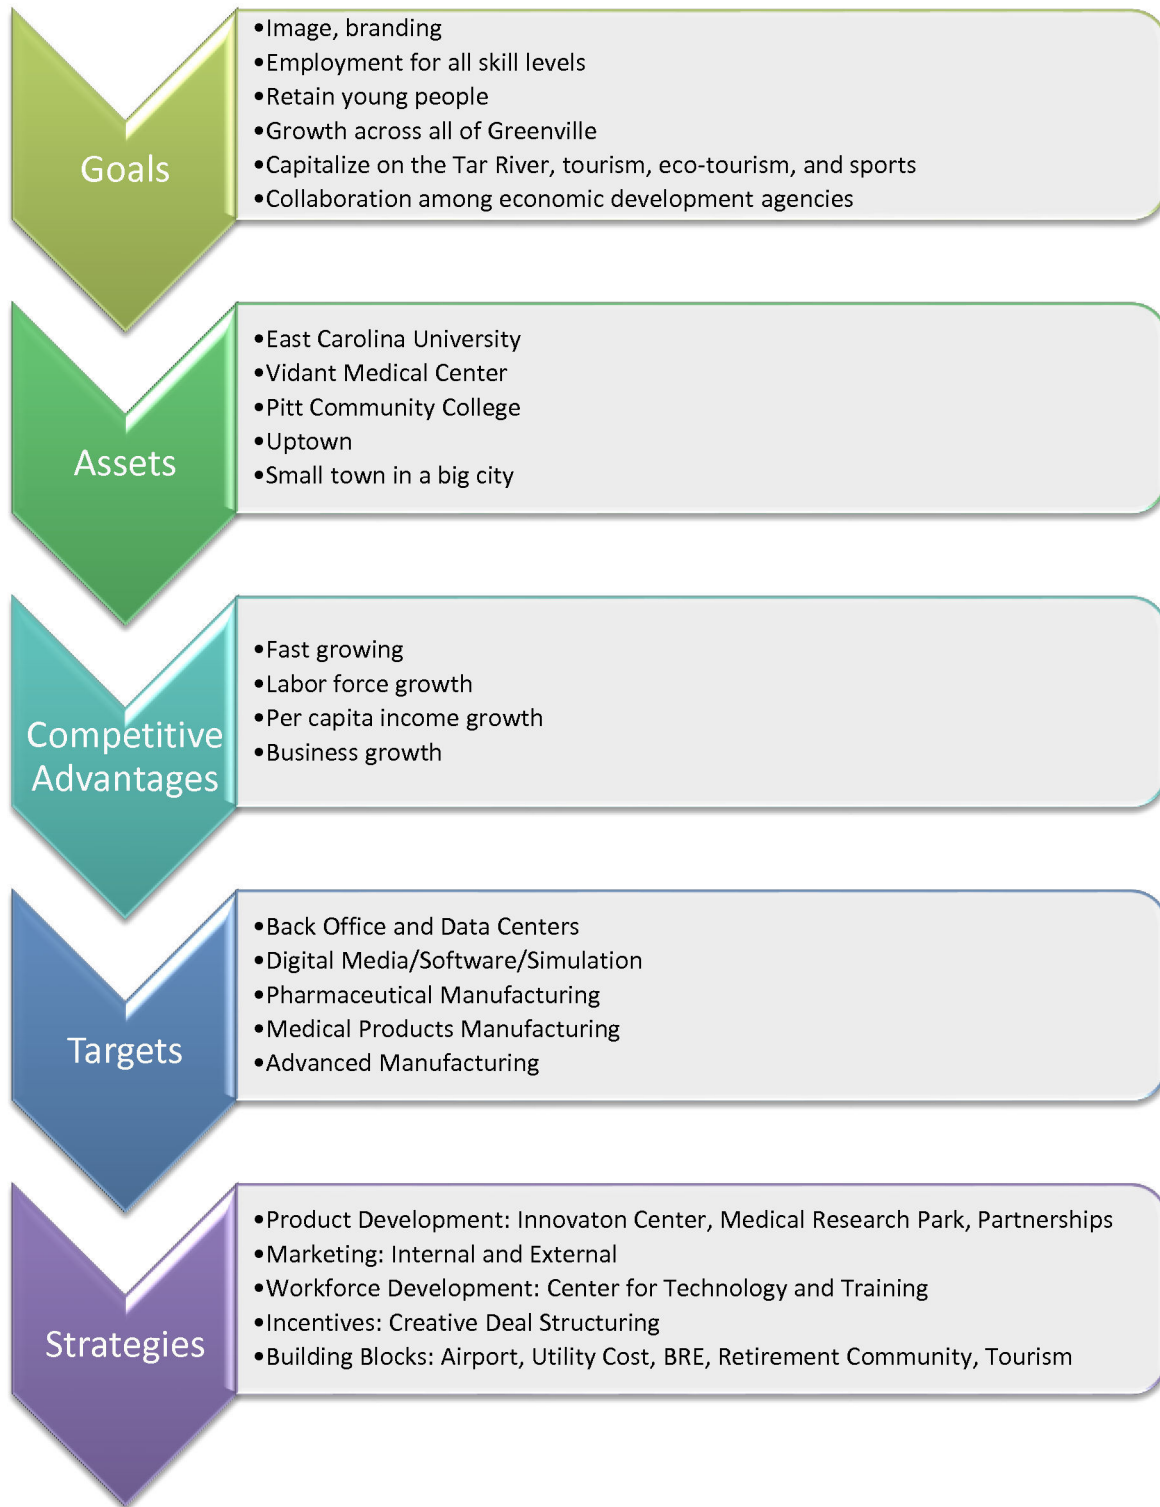 Goals
•Image, branding
•Employment for all skill levels
•Retain young people
•Growth across all of Greenville
•Capitalize on the Tar River, tourism, eco-tourism, and sports
•Collaboration among economic development agencies
Assets
•East Carolina University
•Vidant Medical Center
•Pitt Community College
•Uptown
•Small town in a big city
Competitive
Advantages
•Fast growing
•Labor force growth
•Per capita income growth
•Business growth
Targets
•Back Office and Data Centers
•Digital Media/Software/Simulation
•Pharmaceutical Manufacturing
•Medical Products Manufacturing
•Advanced Manufacturing
Strategies
•Product Development: Innovaton Center, Medical Research Park, Partnerships
•Marketing: Internal and External
•Workforce Development: Center for Technology and Training
•Incentives: Creative Deal Structuring
•Building Blocks: Airport, Utility Cost, BRE, Retirement Community, Tourism